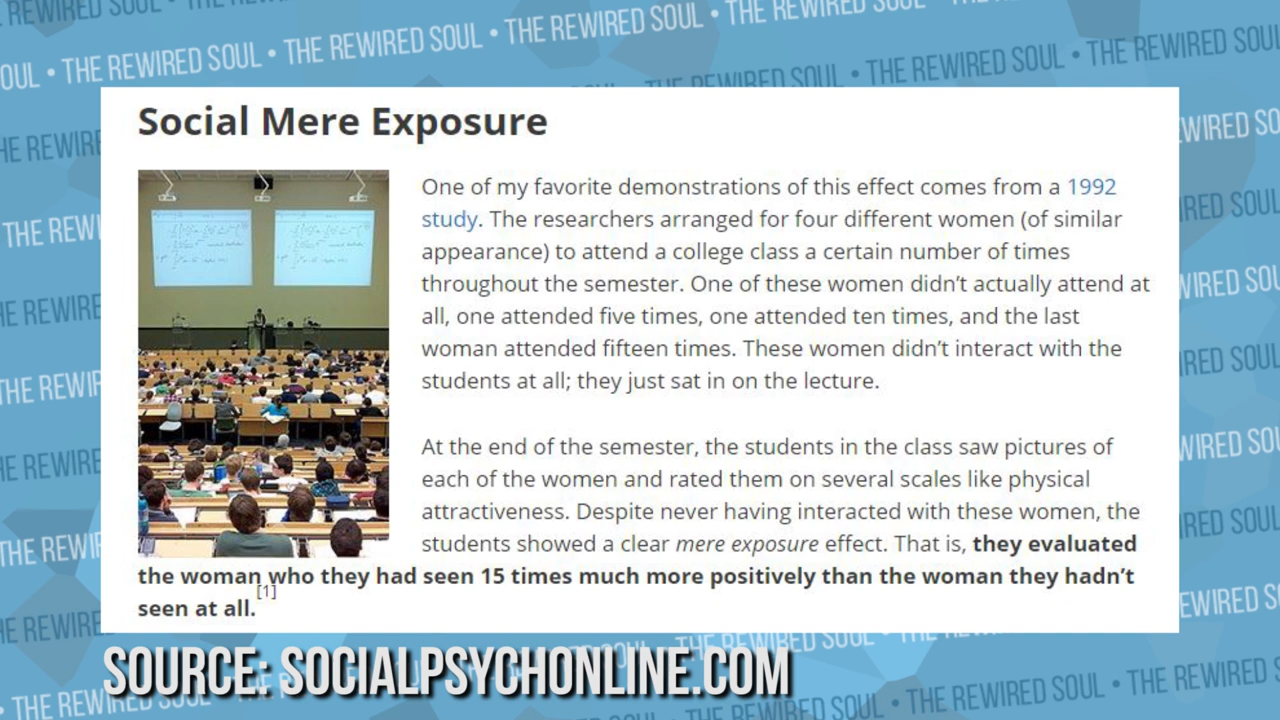 THE REWIRED SOUL • THE REWIRED SOUL • THE REWIRED SOUL
Social Mere Exposure
One of my favorite demonstrations of this effect comes from a 1992
study. The researchers arranged for four different women (of similar
appearance) to attend a college class a certain number of times
throughout the semester. One of these women didn't actually attend at
all, one attended five times, one attended ten times, and the last
woman attended fifteen times. These women didn't interact with the
students at all; they just sat in on the lecture.
At the end of the semester, the students in the class saw pictures of
each of the women and rated them on several scales like physical
attractiveness. Despite never having interacted with these women, the
students showed a clear mere exposure effect. That is, they evaluated
the woman who they had seen 15 times much more positively than the woman they hadn't
seen at all.[1]
SOURCE: SOCIALPSYCHONLINE.COM